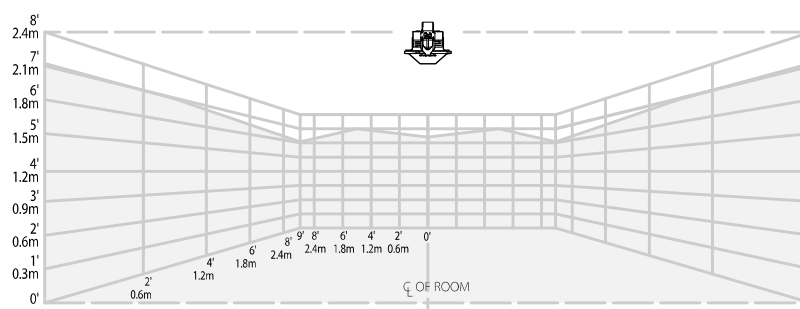 8'
2.4m
7'
2.1m
6'
1.8m
5'
1.5m
4'
1.2m
3'
0.9m
2'
0.6m
1'
0.3m
0'
2'
0.6m
4'
1.2m
6'
1.8m
8'
2.4m
9' 8' 6' 4' 2' 0'
2.4m 1.8m 1.2m 0.6m
℄ OF ROOM